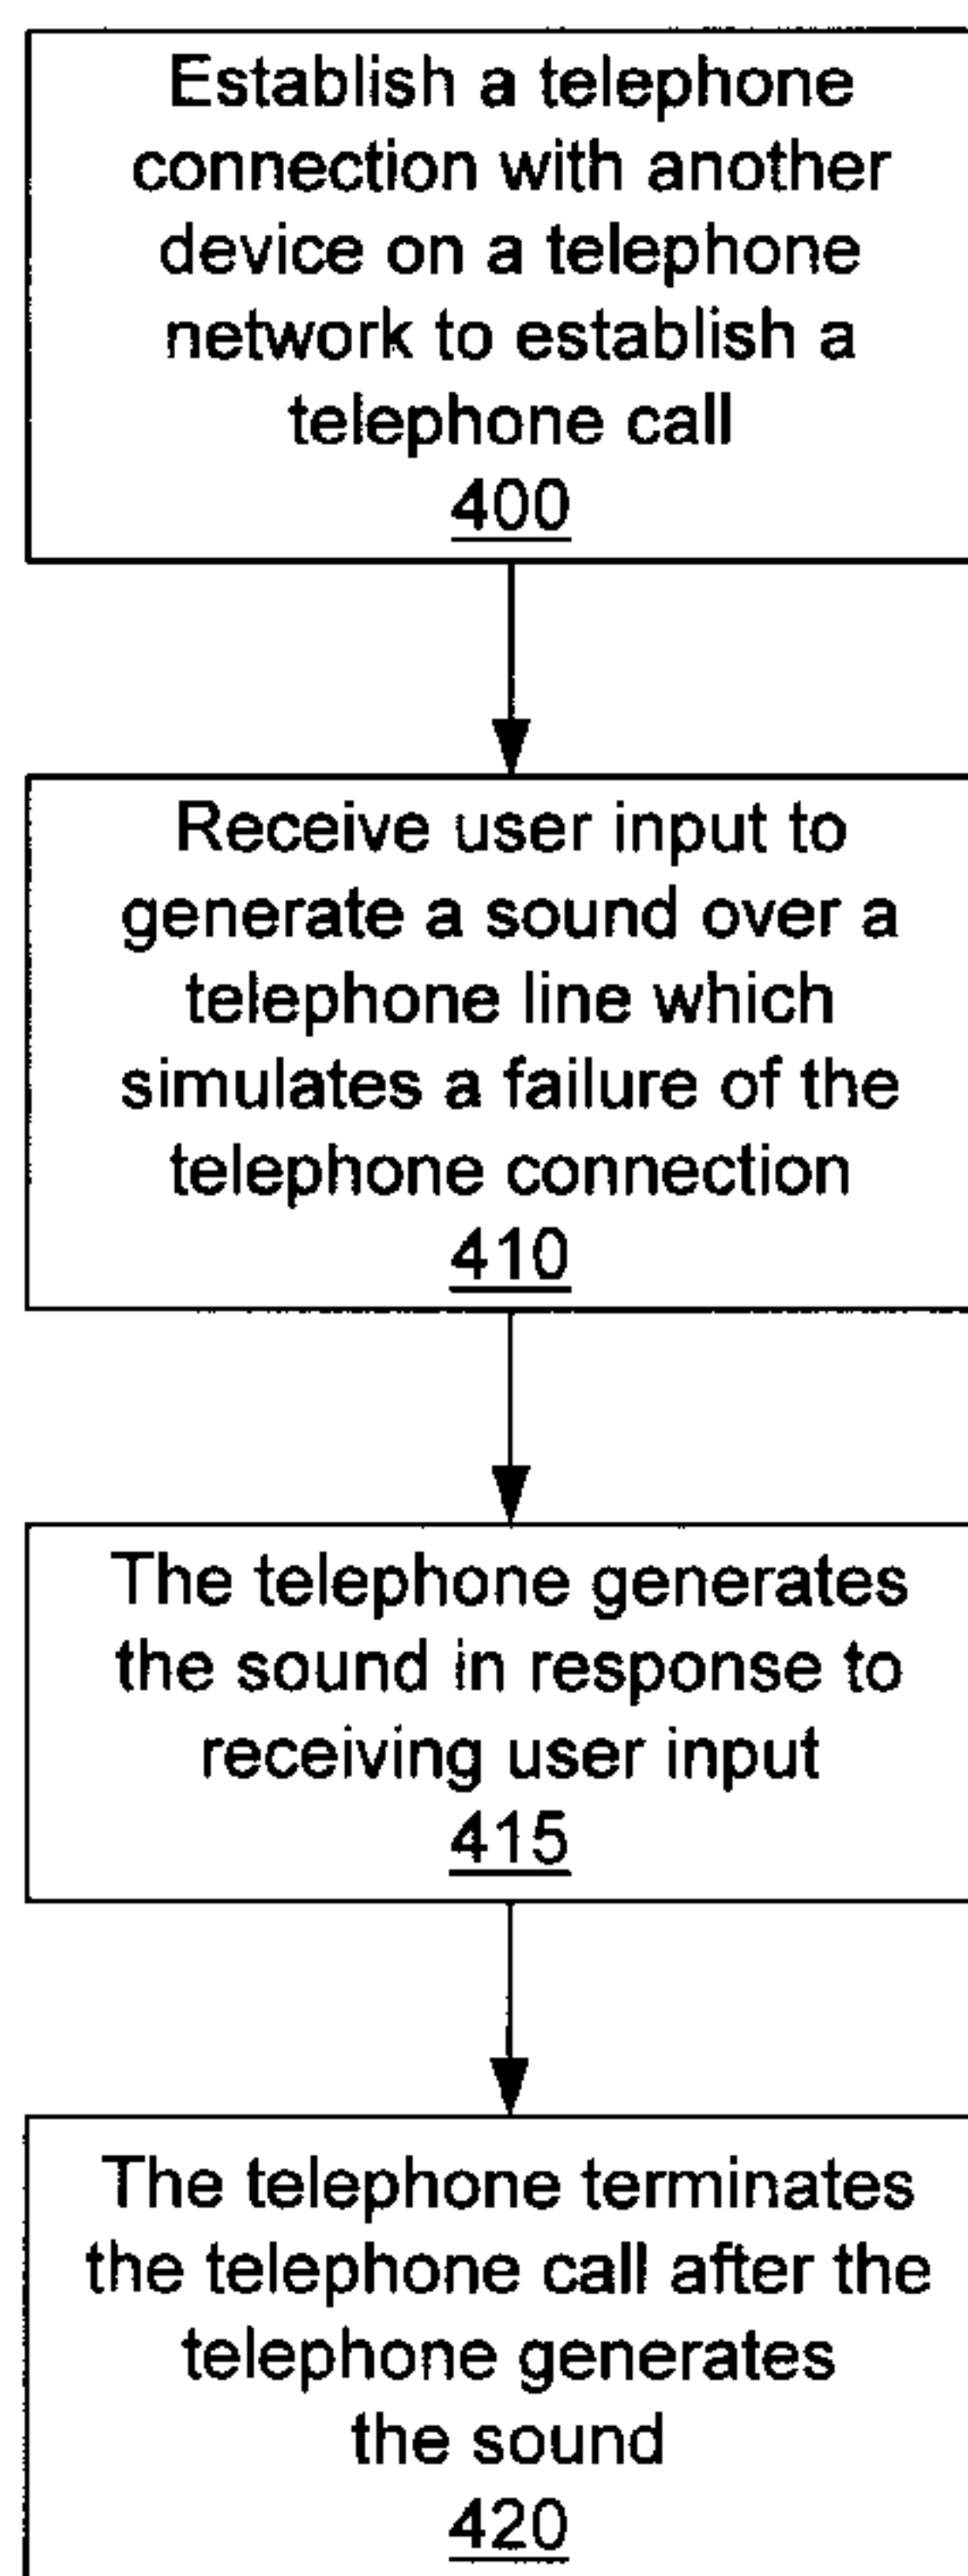 Establish a telephone
connection with another
device on a telephone
network to establish a
telephone call
400
Receive user input to
generate a sound over a
telephone line which
simulates a failure of the
telephone connection
410
The telephone generates
the sound in response to
receiving user input
415
The telephone terminates
the telephone call after the
telephone generates
the sound
420